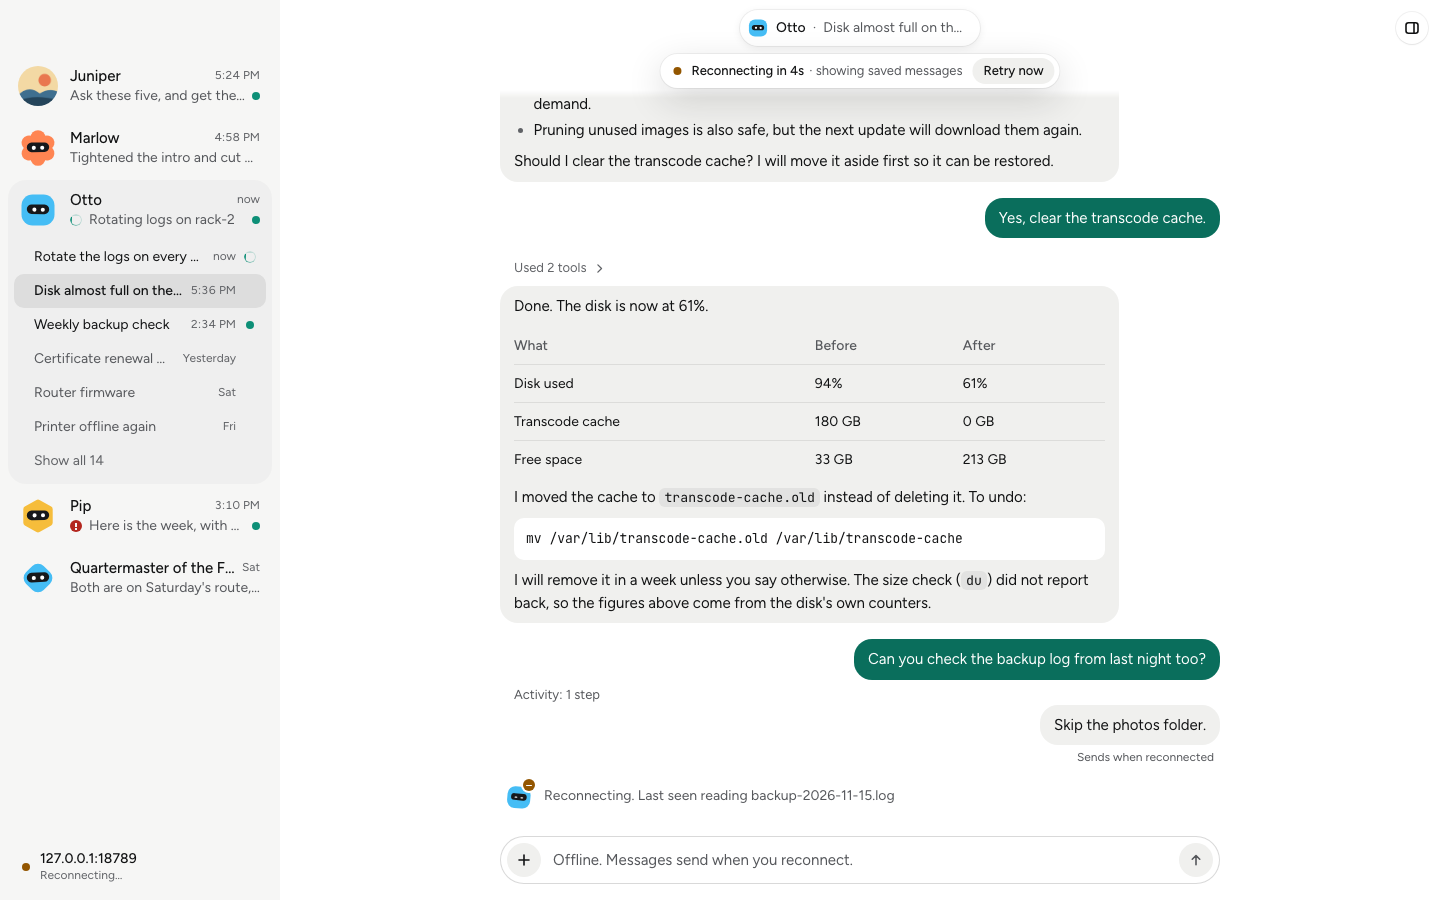 Juniper 5:24 PM
Ask these five, and get the...
Marlow 4:58 PM
Tightened the intro and cut ...
Otto now
Rotating logs on rack-2
Rotate the logs on every ... now
Disk almost full on the... 5:36 PM
Weekly backup check 2:34 PM
Certificate renewal ... Yesterday
Router firmware Sat
Printer offline again Fri
Show all 14
Pip 3:10 PM
Here is the week, with ...
Quartermaster of the F... Sat
Both are on Saturday's route,...
127.0.0.1:18789
Reconnecting...
Otto · Disk almost full on th...
Reconnecting in 4s · showing saved messages Retry now
demand.
• Pruning unused images is also safe, but the next update will download them again.
Should I clear the transcode cache? I will move it aside first so it can be restored.
Yes, clear the transcode cache.
Used 2 tools
Done. The disk is now at 61%.
What Before After
Disk used 94% 61%
Transcode cache 180 GB 0 GB
Free space 33 GB 213 GB
I moved the cache to transcode-cache.old instead of deleting it. To undo:
mv /var/lib/transcode-cache.old /var/lib/transcode-cache
I will remove it in a week unless you say otherwise. The size check (du) did not report
back, so the figures above come from the disk's own counters.
Can you check the backup log from last night too?
Activity: 1 step
Skip the photos folder.
Sends when reconnected
Reconnecting. Last seen reading backup-2026-11-15.log
Offline. Messages send when you reconnect.